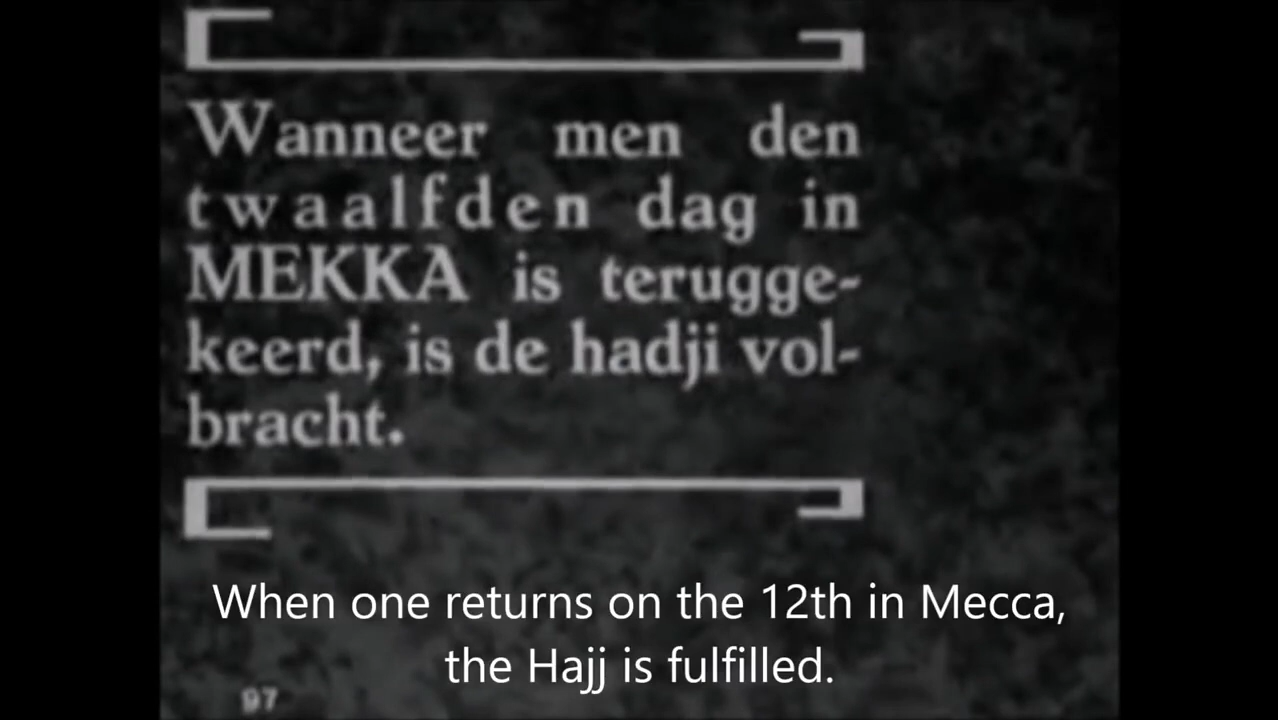 Wanneer men den
twaalfden dag in
MEKKA is terugge-
keerd, is de hadji vol-
bracht.
When one returns on the 12th in Mecca,
the Hajj is fulfilled.
97